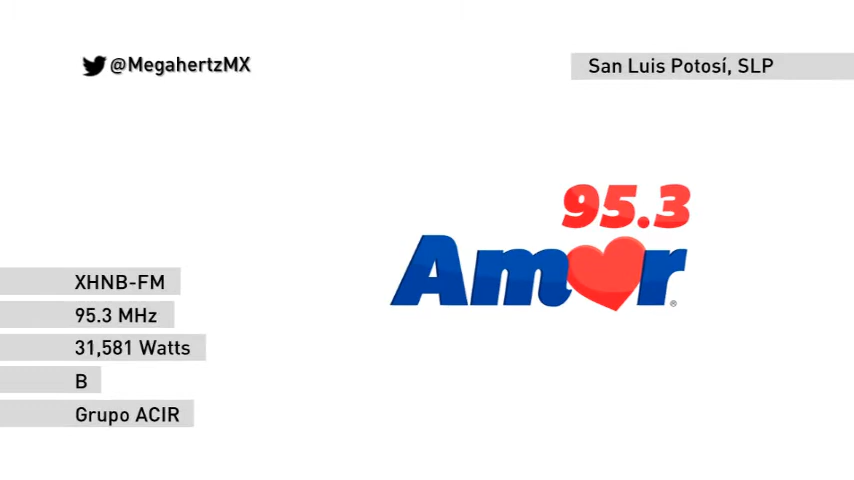 @MegahertzMX
San Luis Potosí, SLP
95.3
Amor
®
XHNB-FM
95.3 MHz
31,581 Watts
B
Grupo ACIR